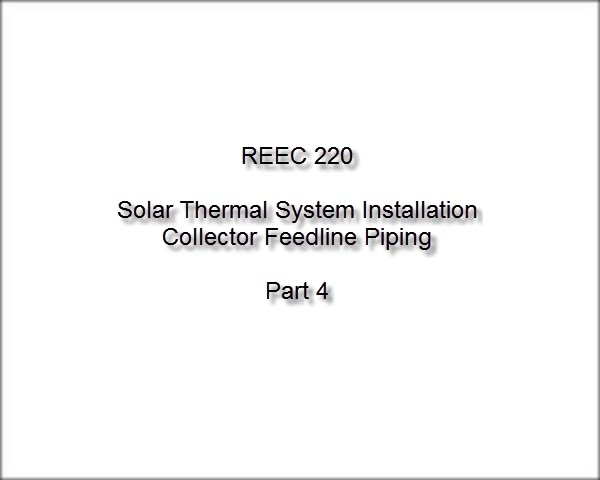 REEC 220
Solar Thermal System Installation
Collector Feedline Piping
Part 4